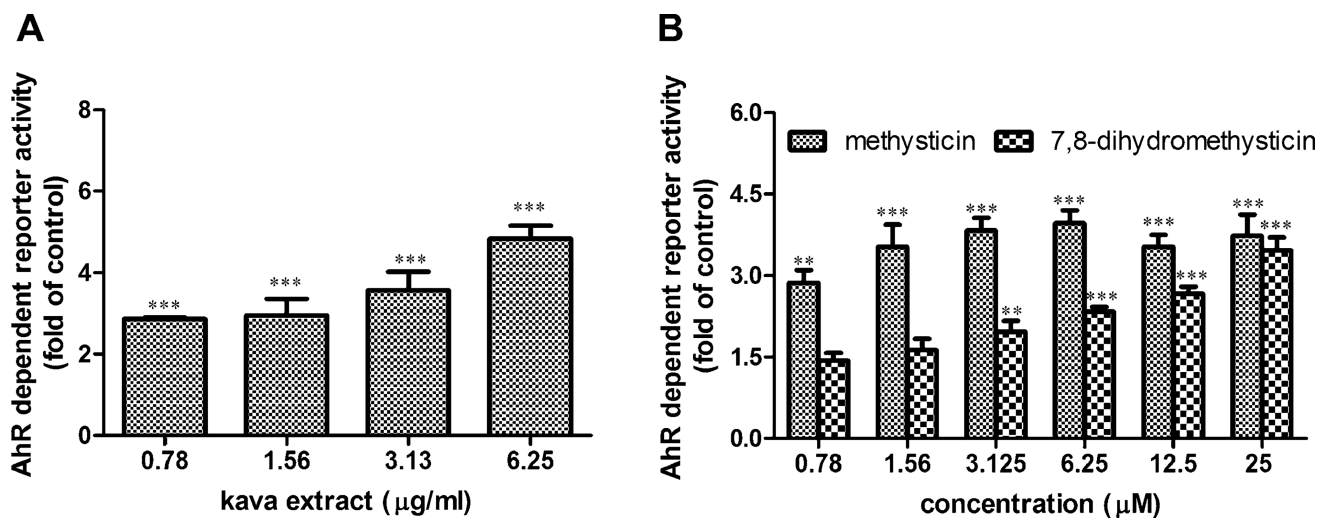 A
AhR dependent reporter activity
(fold of control)
8
6
4
2
0
***
***
***
***
0.78 1.56 3.13 6.25
kava extract (μg/ml)
B
AhR dependent reporter activity
(fold of control)
6.0
4.5
3.0
1.5
0.0
methysticin 7,8-dihydromethysticin
** *** *** *** *** ***
** *** *** ***
0.78 1.56 3.125 6.25 12.5 25
concentration (μM)